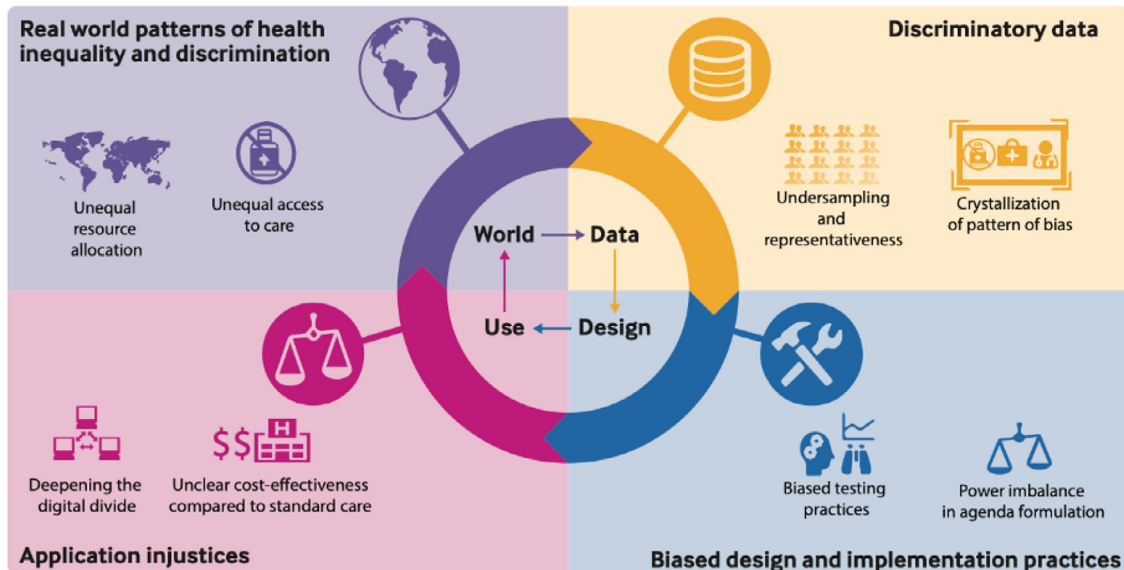 Real world patterns of health
inequality and discrimination
Unequal
resource
allocation
Unequal access
to care
Discriminatory data
Undersampling
and
representativeness
Crystallization
of pattern of bias
World
Data
Use
Design
Deepening the
digital divide
$$
H
Unclear cost-effectiveness
compared to standard care
Application injustices
Biased testing
practices
Power imbalance
in agenda formulation
Biased design and implementation practices